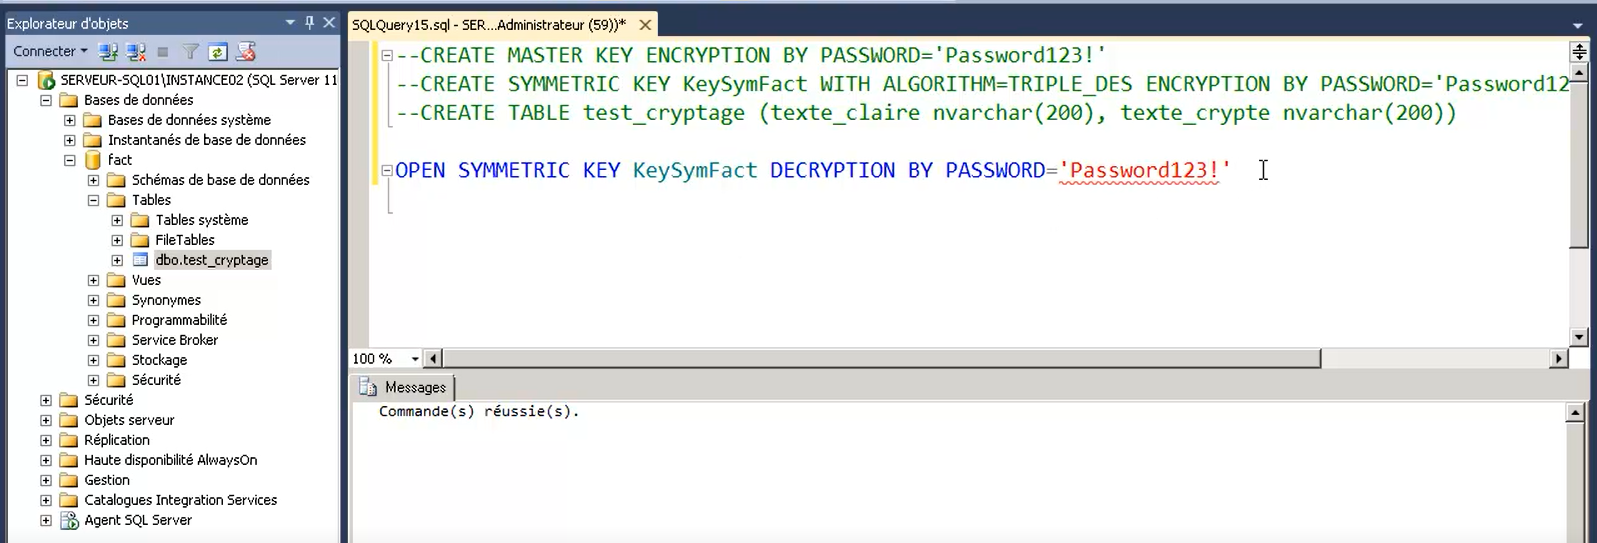 Explorateur d'objets
Connecter
SERVEUR-SQL01\INSTANCE02 (SQL Server 11
Bases de données
Bases de données système
Instantanés de base de données
fact
Schémas de base de données
Tables
Tables système
FileTables
dbo.test_cryptage
Vues
Synonymes
Programmabilité
Service Broker
Stockage
Sécurité
Sécurité
Objets serveur
Réplication
Haute disponibilité AlwaysOn
Gestion
Catalogues Integration Services
Agent SQL Server
SQLQuery15.sql - SER...Administrateur (59))*
--CREATE MASTER KEY ENCRYPTION BY PASSWORD='Password123!'
--CREATE SYMMETRIC KEY KeySymFact WITH ALGORITHM=TRIPLE_DES ENCRYPTION BY PASSWORD='Password12
--CREATE TABLE test_cryptage (texte_claire nvarchar(200), texte_crypte nvarchar(200))
OPEN SYMMETRIC KEY KeySymFact DECRYPTION BY PASSWORD='Password123!'
100 %
Messages
Commande(s) réussie(s).